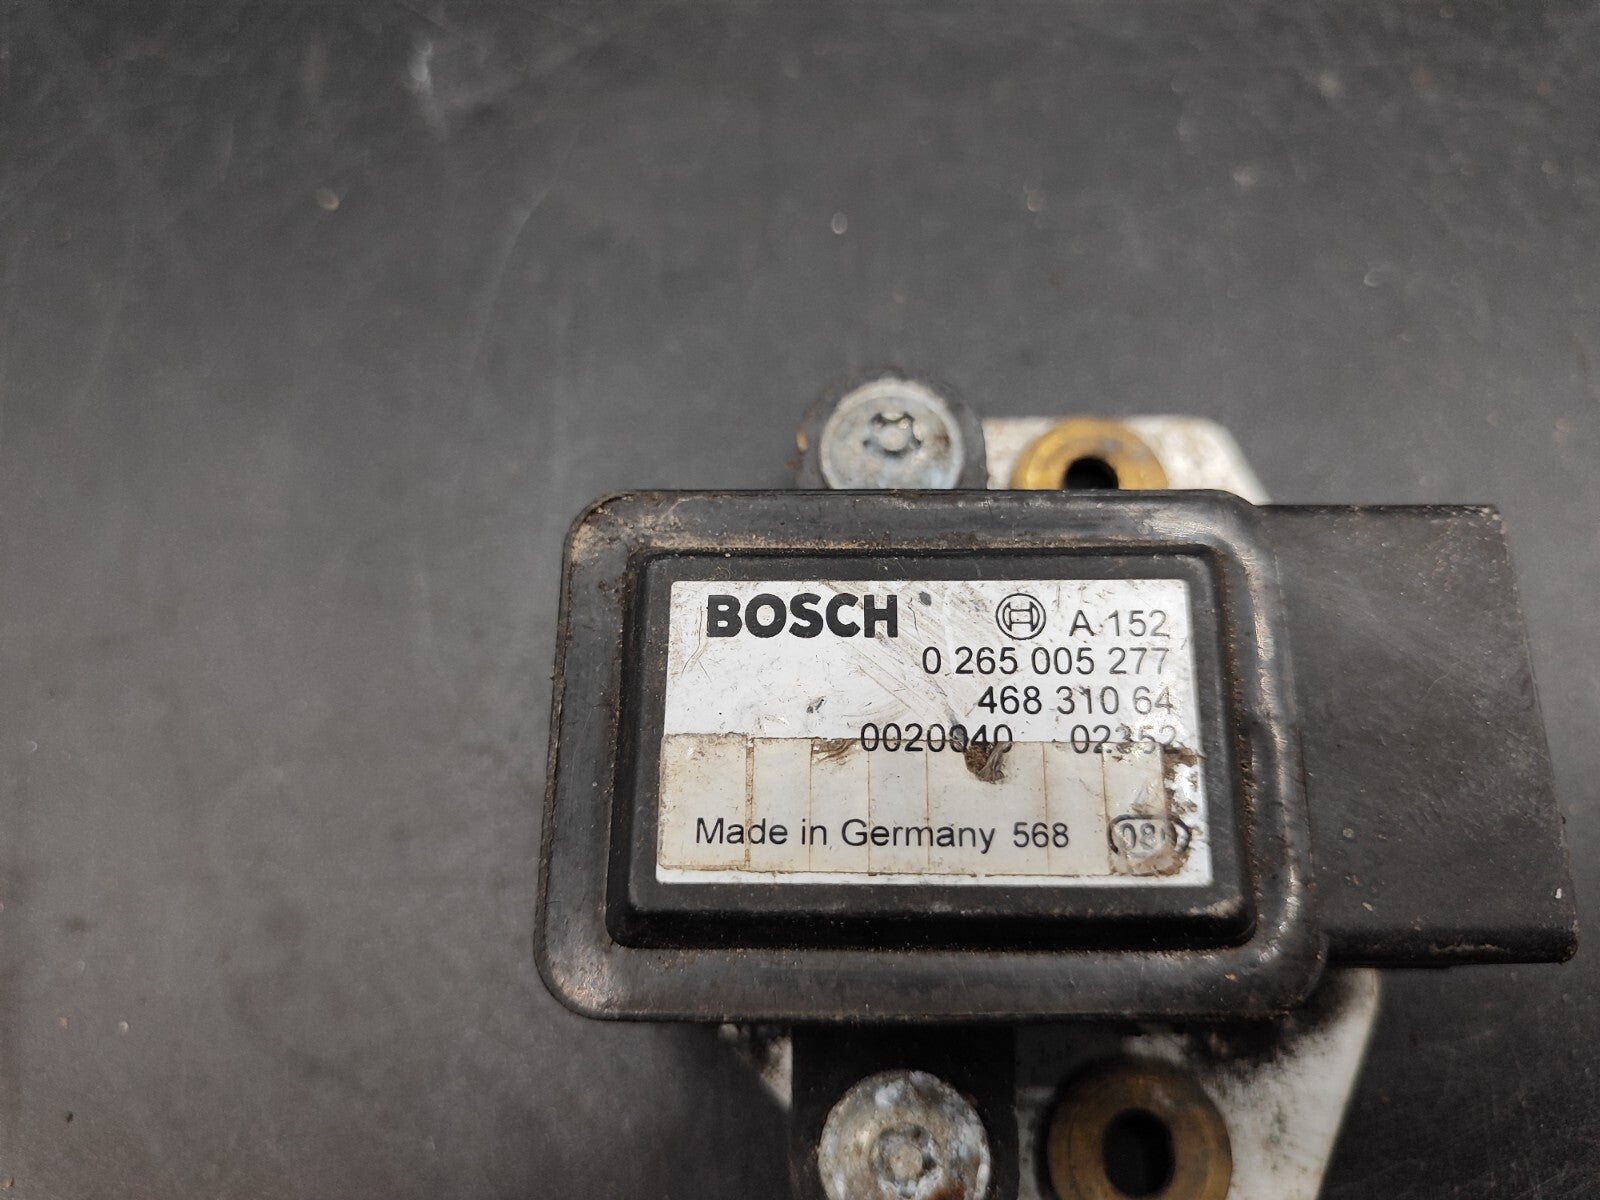 BOSCH A 152
0 265 005 277
468 310 64
0020040 02352
Made in Germany 568